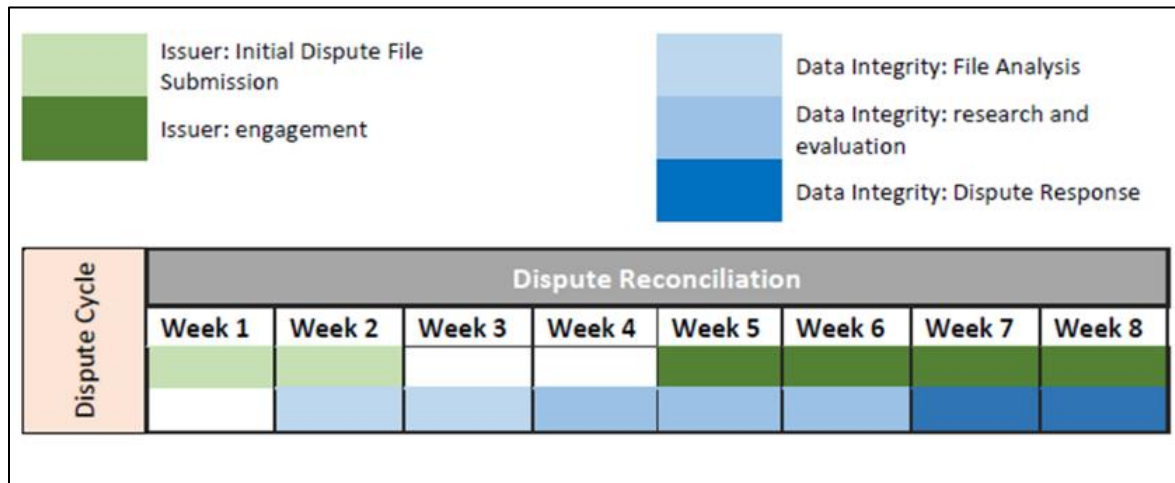 Issuer: Initial Dispute File
Submission
Issuer: engagement
Data Integrity: File Analysis
Data Integrity: research and
evaluation
Data Integrity: Dispute Response
Dispute Cycle
Dispute Reconciliation
Week 1 Week 2 Week 3 Week 4 Week 5 Week 6 Week 7 Week 8